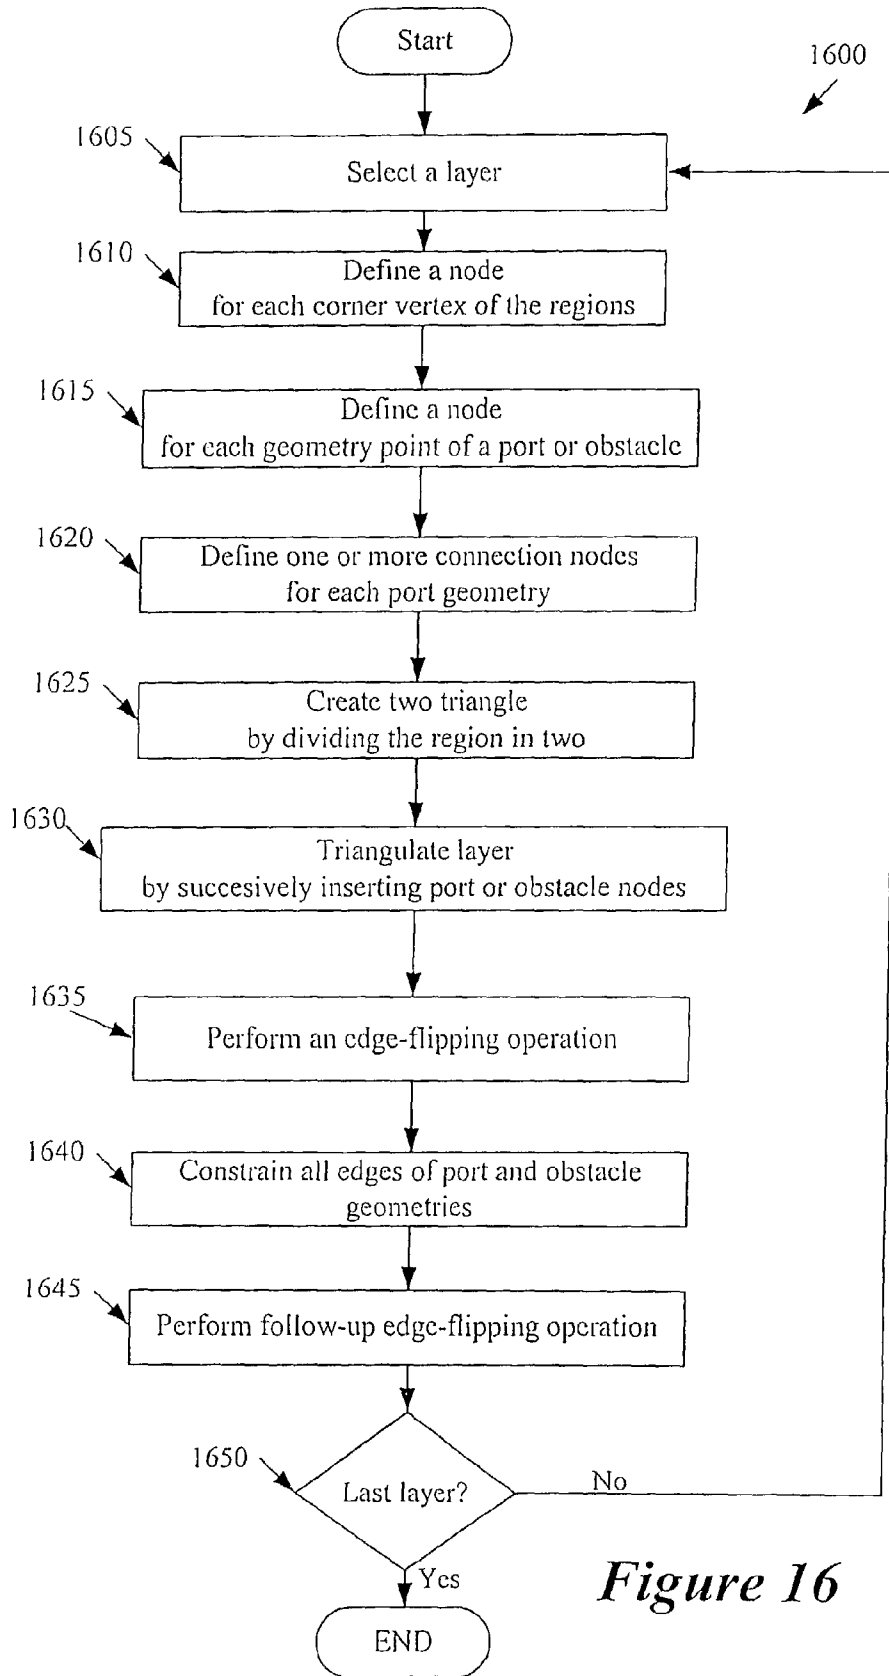 Start
1600
1605
Select a layer
1610
Define a node
for each corner vertex of the regions
1615
Define a node
for each geometry point of a port or obstacle
1620
Define one or more connection nodes
for each port geometry
1625
Create two triangle
by dividing the region in two
1630
Triangulate layer
by succesively inserting port or obstacle nodes
1635
Perform an edge-flipping operation
1640
Constrain all edges of port and obstacle
geometries
1645
Perform follow-up edge-flipping operation
1650
Last layer?
No
Yes
END
Figure 16